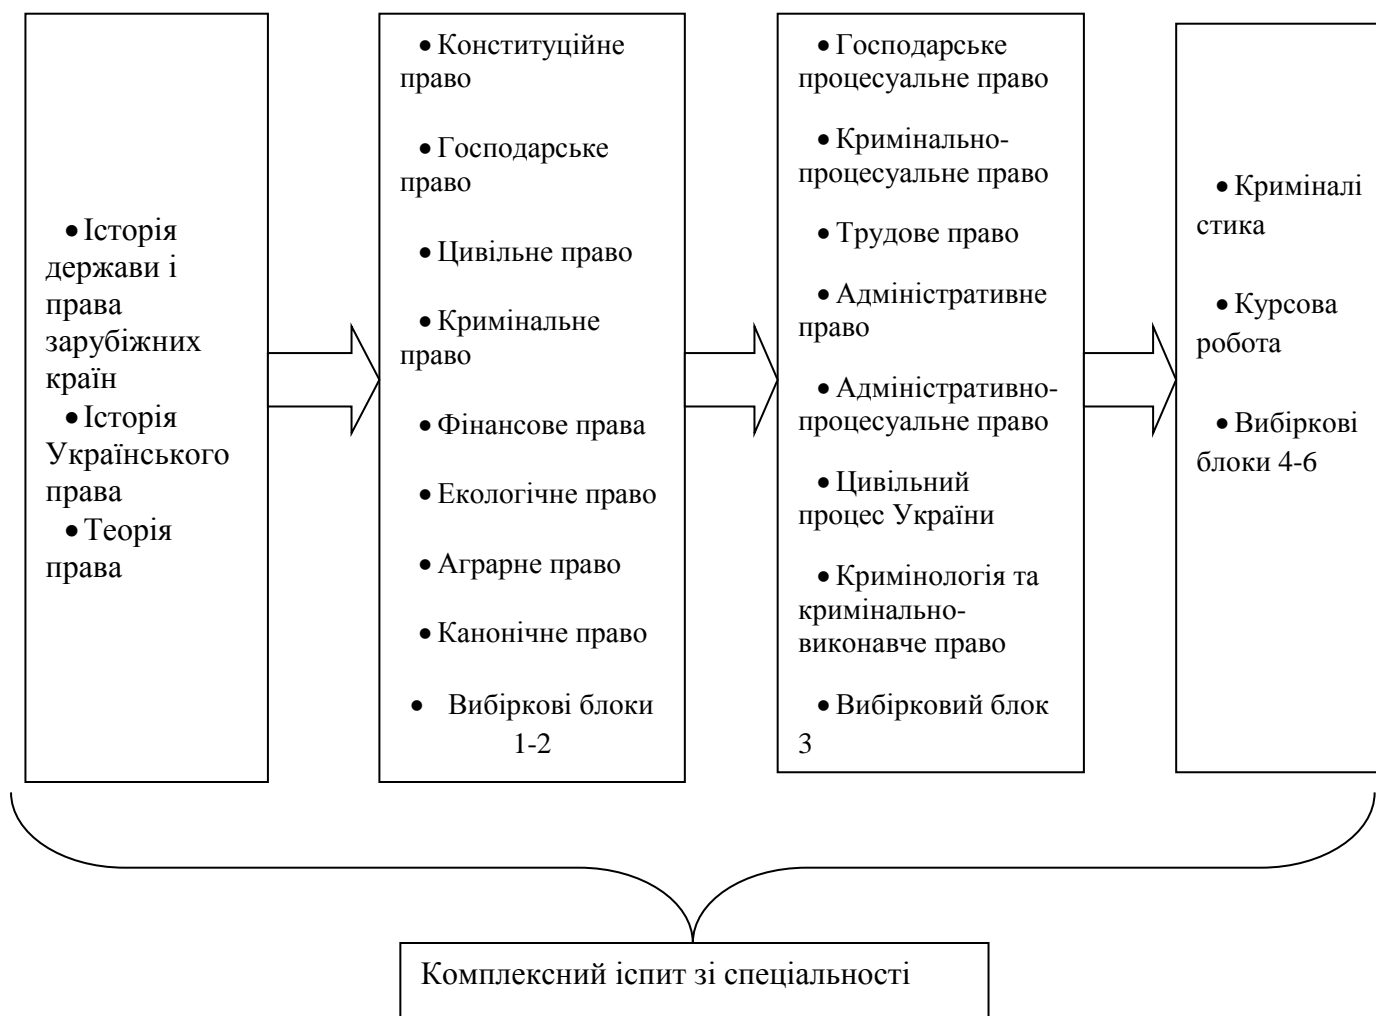 • Історія
держави і
права
зарубіжних
країн
• Історія
Українського
права
• Теорія
права
• Конституційне
право
• Господарське
право
• Цивільне право
• Кримінальне
право
• Фінансове права
• Екологічне право
• Аграрне право
• Канонічне право
• Вибіркові блоки
1-2
• Господарське
процесуальне право
• Кримінально-
процесуальне право
• Трудове право
• Адміністративне
право
• Адміністративно-
процесуальне право
• Цивільний
процес України
• Кримінологія та
кримінально-
виконавче право
• Вибірковий блок
3
• Криміналі
стика
• Курсова
робота
• Вибіркові
блоки 4-6
Комплексний іспит зі спеціальності